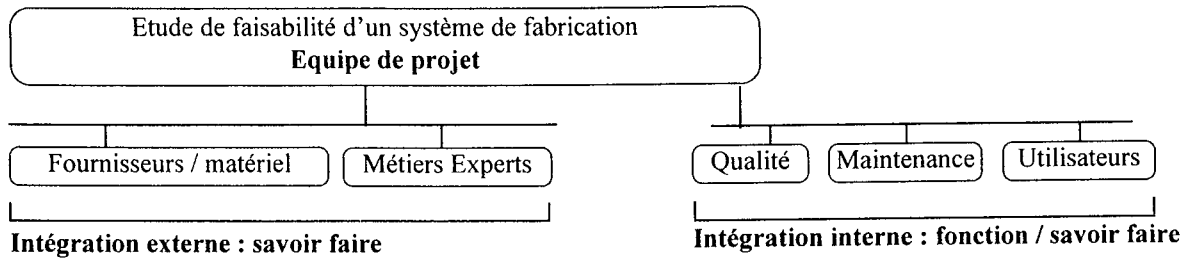 Etude de faisabilité d'un système de fabrication
Equipe de projet
Fournisseurs / matériel
Métiers Experts
Qualité
Maintenance
Utilisateurs
Intégration externe : savoir faire
Intégration interne : fonction / savoir faire